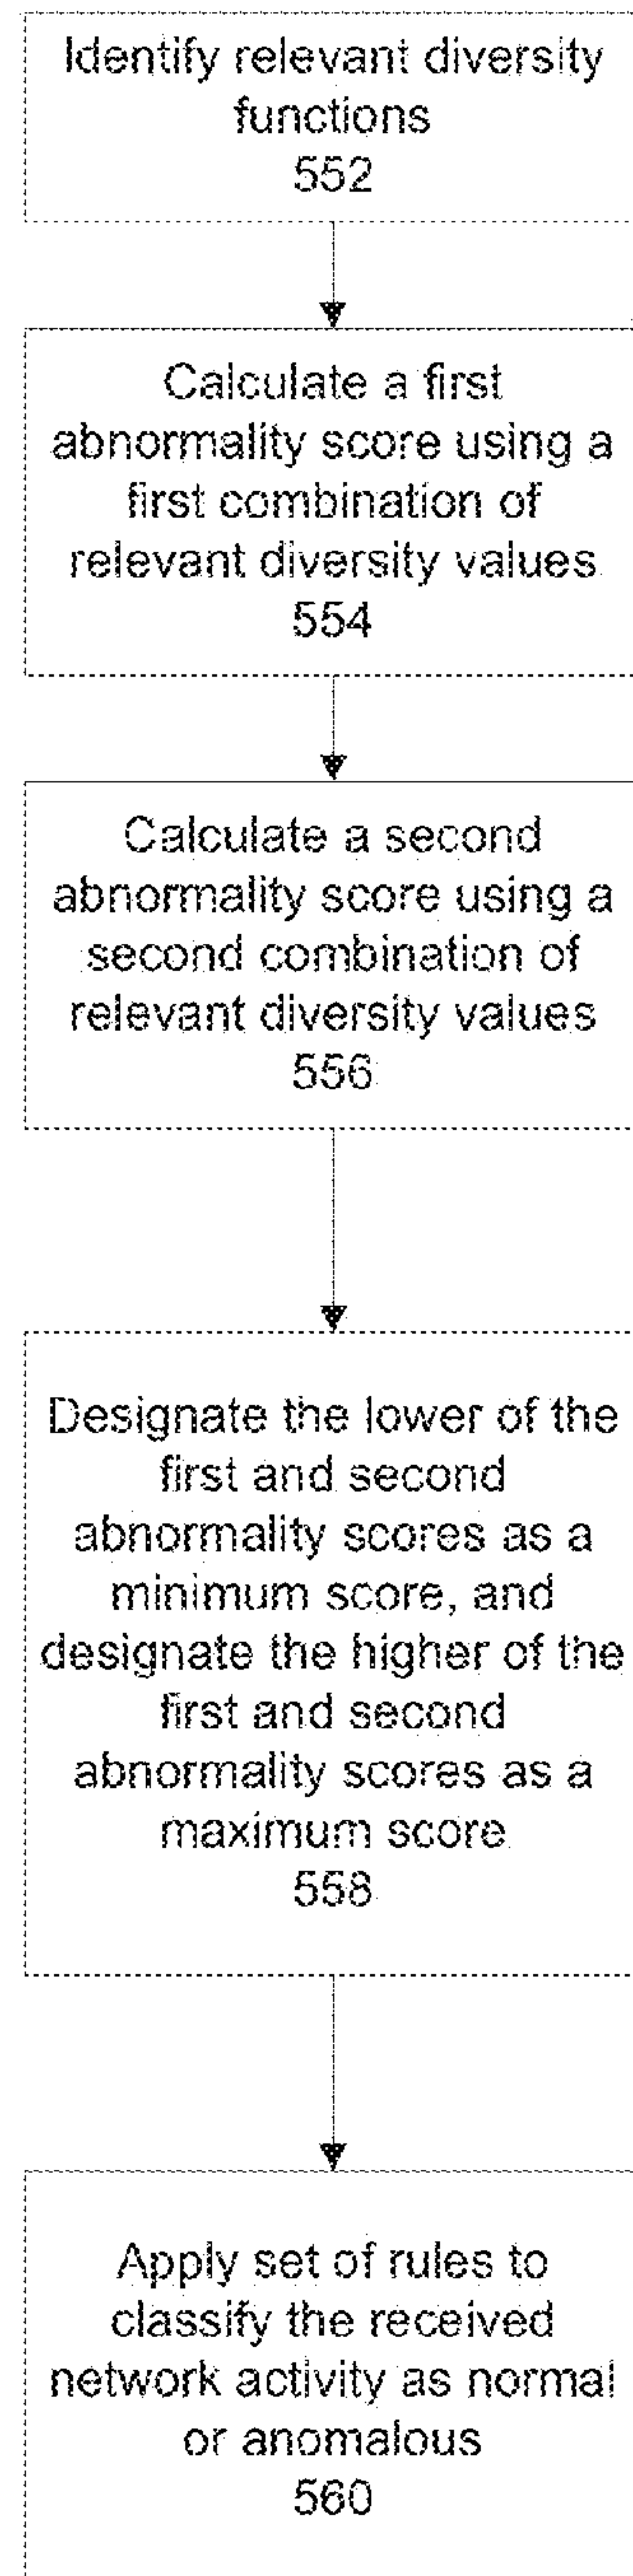 Identify relevant diversity
functions
552
Calculate a first
abnormality score using a
first combination of
relevant diversity values
554
Calculate a second
abnormality score using a
second combination of
relevant diversity values
556
Designate the lower of the
first and second
abnormality scores as a
minimum score, and
designate the higher of the
first and second
abnormality scores as a
maximum score
558
Apply set of rules to
classify the received
network activity as normal
or anomalous
560